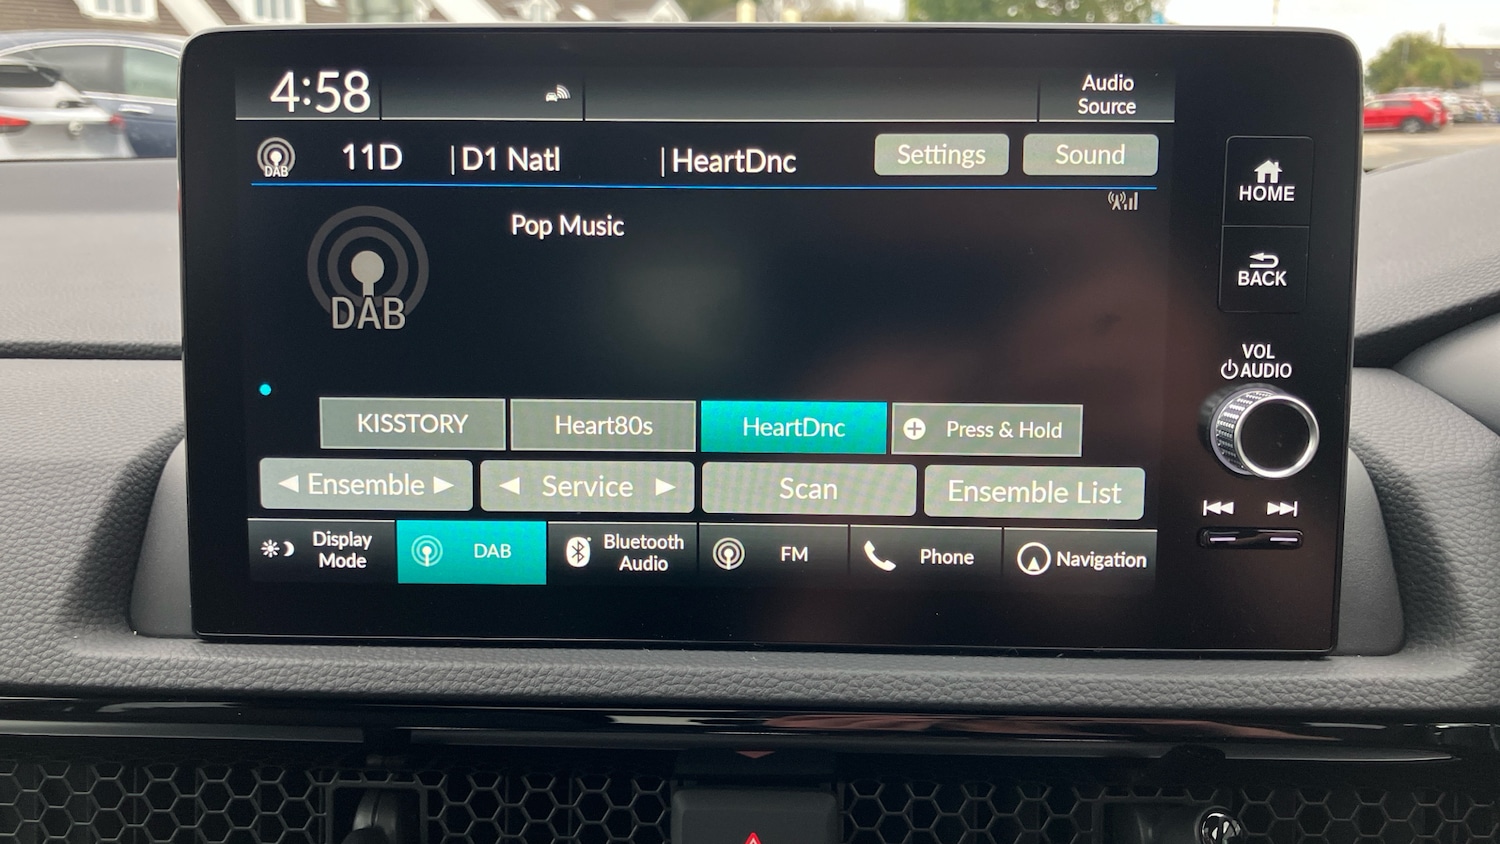 4:58
Audio
Source
DAB
11D
|D1 Natl
|HeartDnc
Settings
Sound
Pop Music
DAB
HOME
BACK
VOL
AUDIO
KISSTORY
Heart80s
HeartDnc
Press & Hold
Ensemble
Service
Scan
Ensemble List
Display
Mode
DAB
Bluetooth
Audio
FM
Phone
Navigation